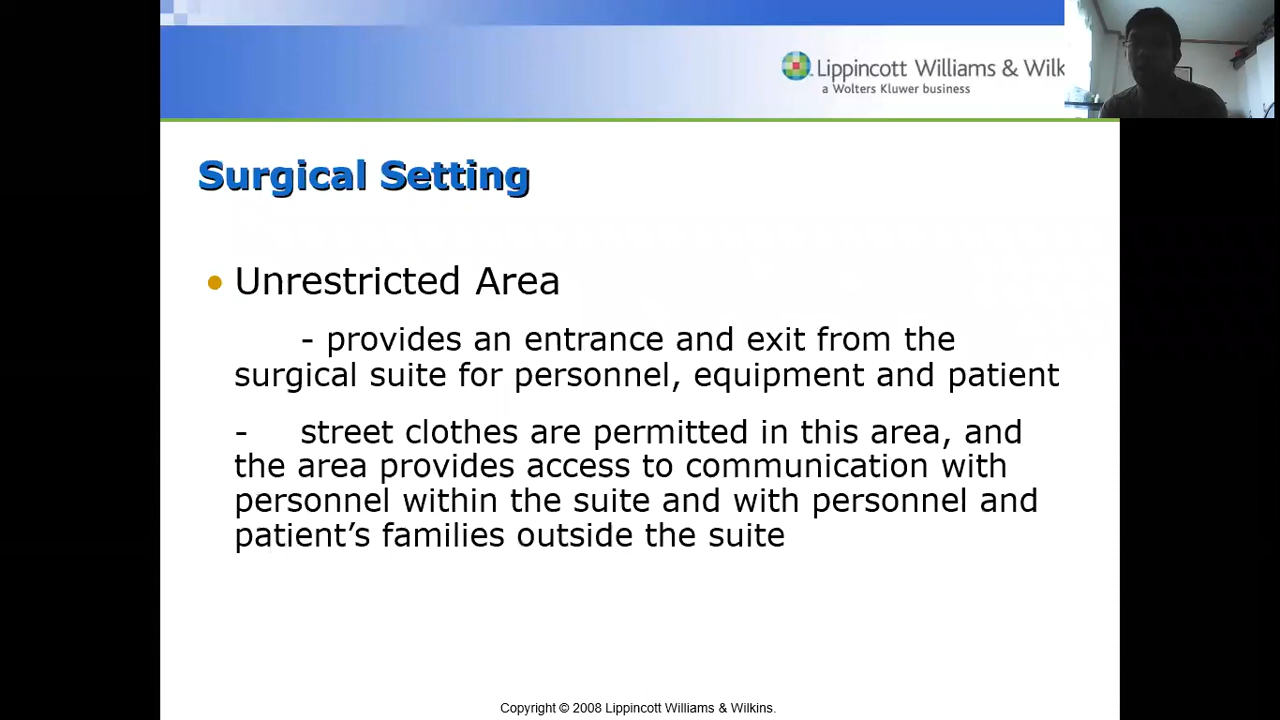 Lippincott Williams & Wilk
a Wolters Kluwer business
Surgical Setting
• Unrestricted Area
- provides an entrance and exit from the
surgical suite for personnel, equipment and patient
- street clothes are permitted in this area, and
the area provides access to communication with
personnel within the suite and with personnel and
patient’s families outside the suite
Copyright © 2008 Lippincott Williams & Wilkins.